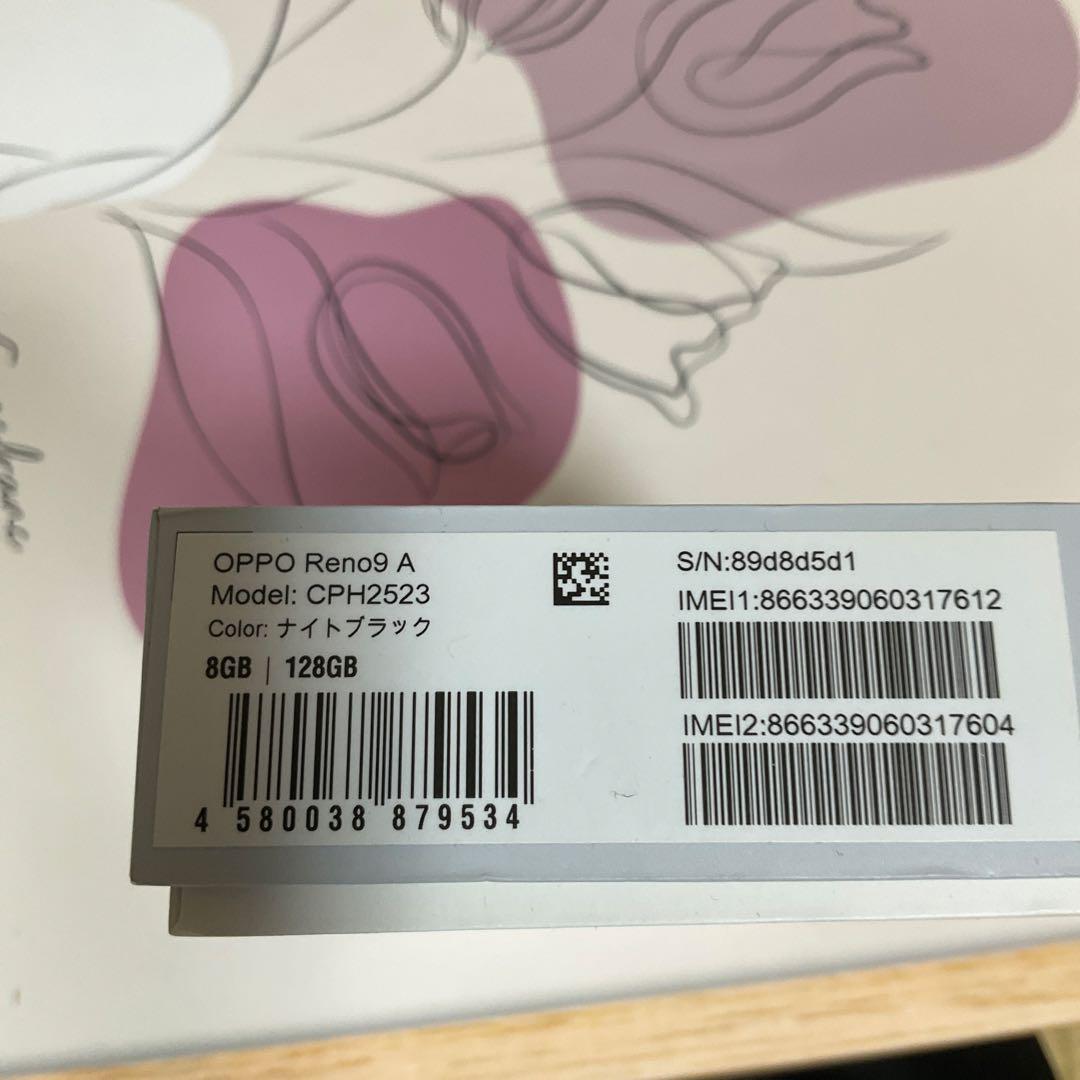 OPPO Reno9 A
Model: CPH2523
Color: ナイトブラック
8GB | 128GB
4 580038 879534
S/N:89d8d5d1
IMEI1:866339060317612
IMEI2:866339060317604